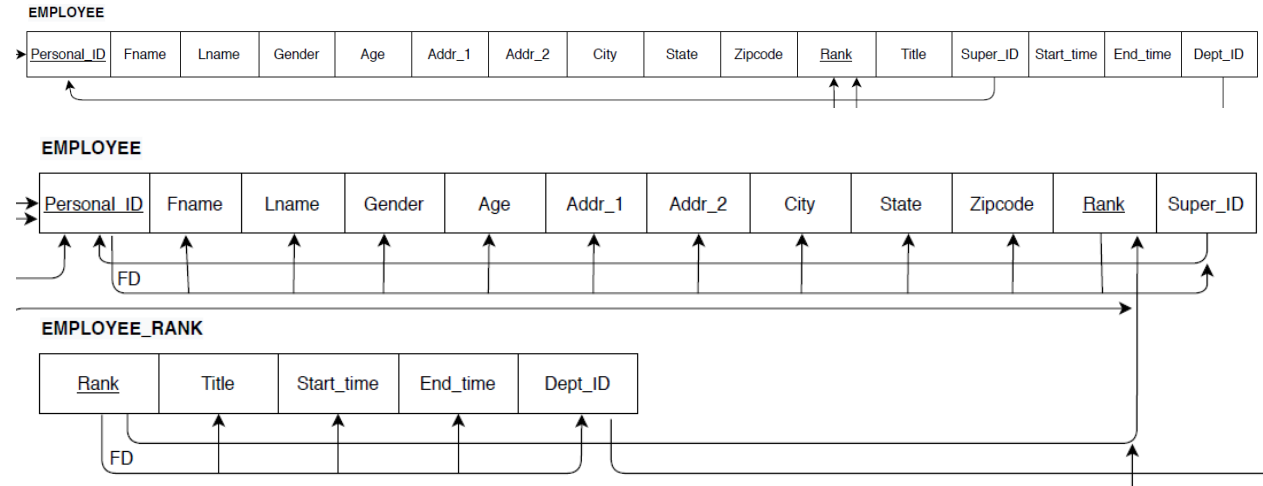 EMPLOYEE
Personal_ID Fname Lname Gender Age Addr_1 Addr_2 City State Zipcode Rank Title Super_ID Start_time End_time Dept_ID
EMPLOYEE
Personal_ID Fname Lname Gender Age Addr_1 Addr_2 City State Zipcode Rank Super_ID
FD
EMPLOYEE_RANK
Rank Title Start_time End_time Dept_ID
FD